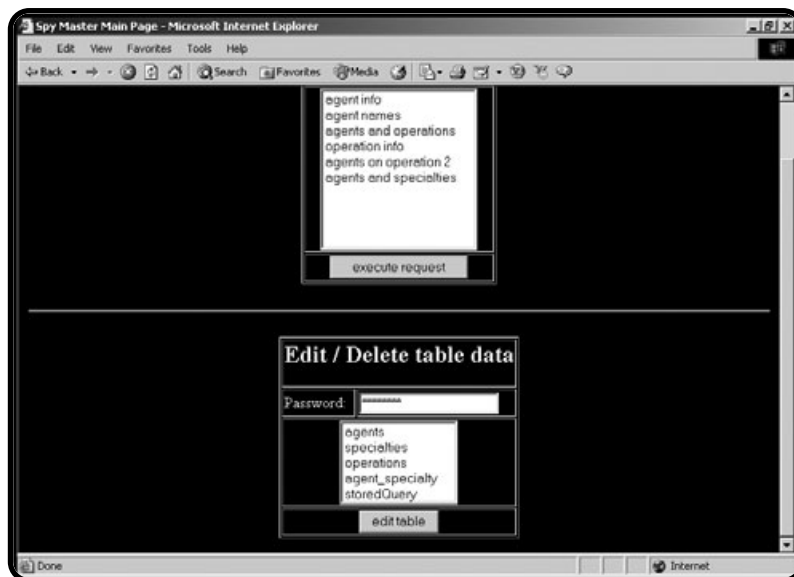 Spy Master Main Page - Microsoft Internet Explorer
File Edit View Favorites Tools Help
Back Search Favorites Media
agent info
agent names
agents and operations
operation info
agents on operation 2
agents and specialties
execute request
Edit / Delete table data
Password: ********
agents
specialties
operations
agent_specialty
storedQuery
edit table
Done Internet